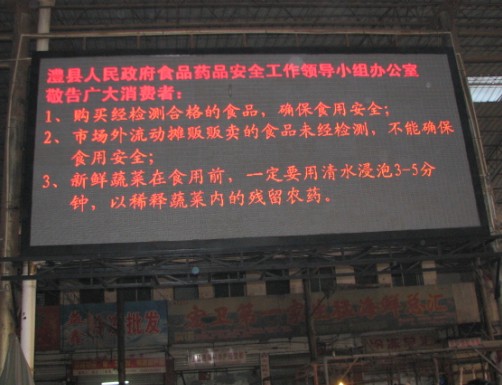 澧县人民政府食品药品安全工作领导小组办公室
敬告广大消费者：
1、购买经检测合格的食品，确保食用安全；
2、市场外流动摊贩贩卖的食品未经检测，不能确保
食用安全；
3、新鲜蔬菜在食用前，一定要用清水浸泡3-5分
钟，以稀释蔬菜内的残留农药。
批发